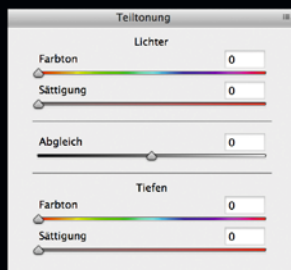 Teiltonung
Lichter
Farbton 0
Sättigung 0
Abgleich 0
Tiefen
Farbton 0
Sättigung 0